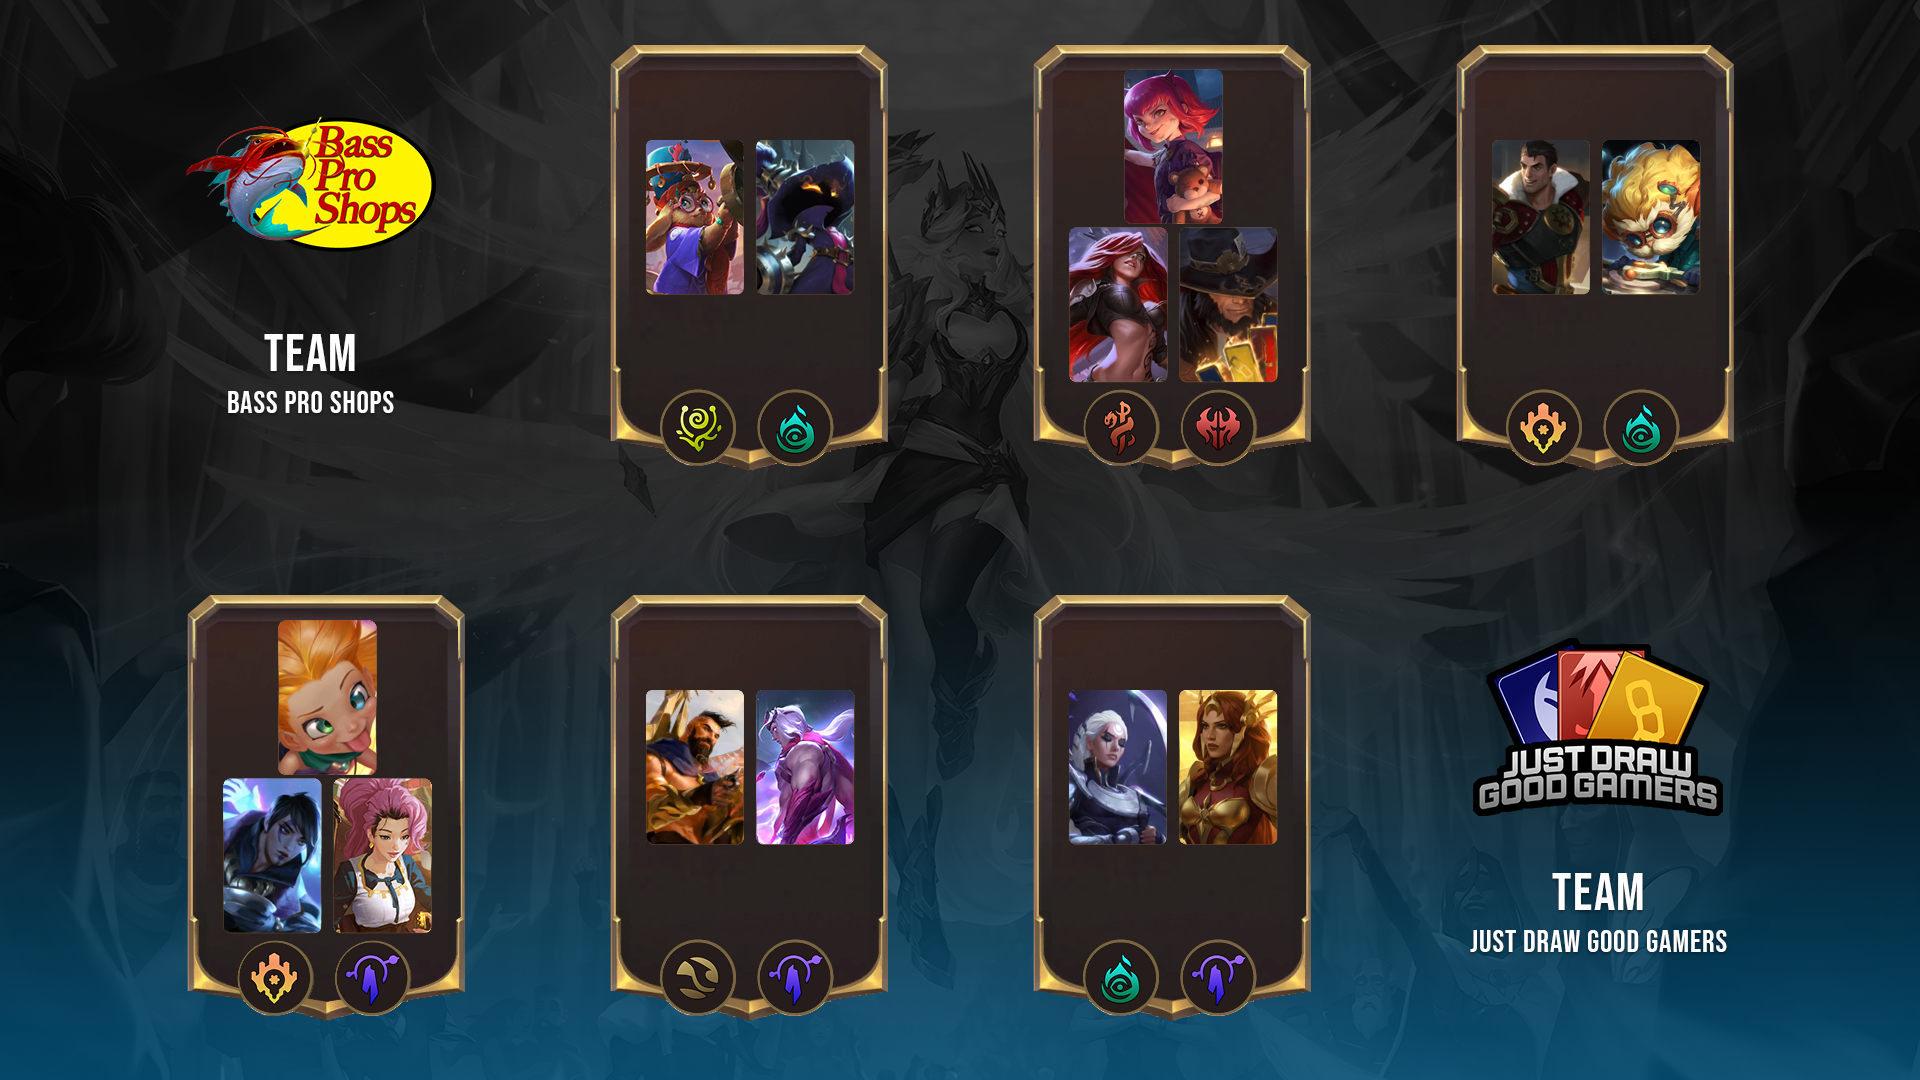 Bass
Pro
Shops
TEAM
BASS PRO SHOPS
JUST DRAW
GOOD GAMERS
TEAM
JUST DRAW GOOD GAMERS